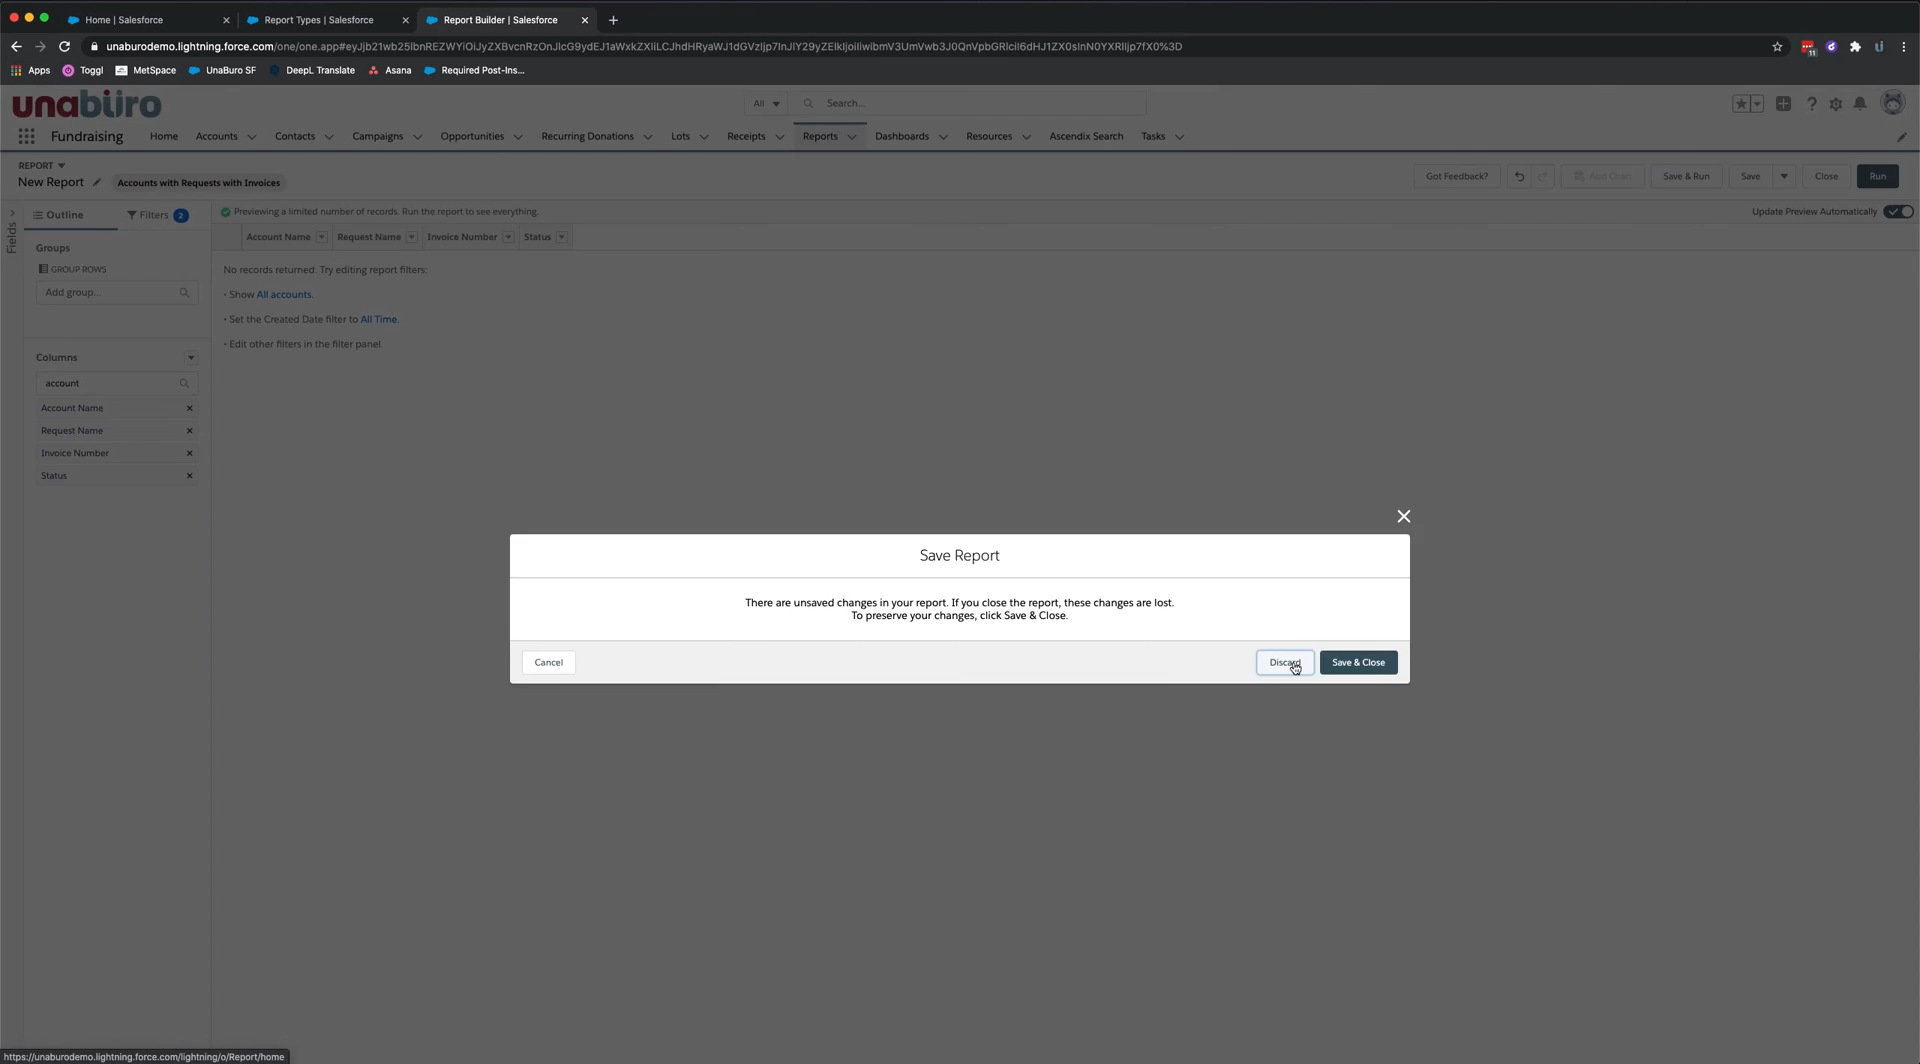 Home | Salesforce
Report Types | Salesforce
Report Builder | Salesforce
unaburodemo.lightning.force.com
Apps
Toggl
MetSpace
UnaBuro SF
DeepL Translate
Asana
Required Post-Ins...
11
unabüro
All
Search...
Fundraising
Home
Accounts
Contacts
Campaigns
Opportunities
Recurring Donations
Lots
Receipts
Reports
Dashboards
Resources
Ascendix Search
Tasks
REPORT
New Report
Accounts with Requests with Invoices
Got Feedback?
Add Chart
Save & Run
Save
Close
Run
Fields
Outline
Filters 2
Previewing a limited number of records. Run the report to see everything.
Update Preview Automatically
Groups
GROUP ROWS
Add group...
Account Name
Request Name
Invoice Number
Status
No records returned. Try editing report filters:
• Show All accounts.
• Set the Created Date filter to All Time.
• Edit other filters in the filter panel.
Columns
account
Account Name
Request Name
Invoice Number
Status
Save Report
There are unsaved changes in your report. If you close the report, these changes are lost.
To preserve your changes, click Save & Close.
Cancel
Discard
Save & Close
https://unaburodemo.lightning.force.com/lightning/o/Report/home